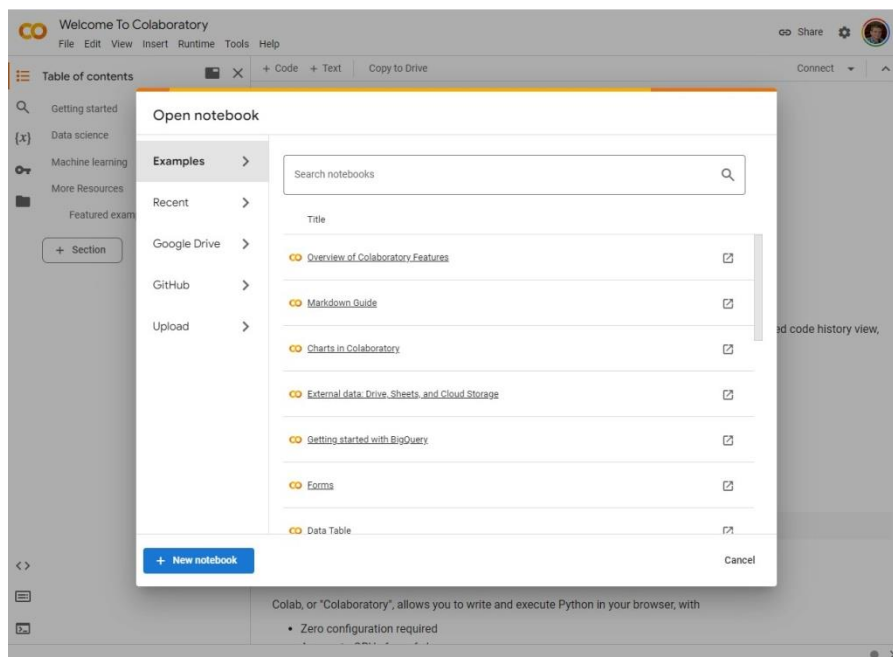 Welcome To Colaboratory
File Edit View Insert Runtime Tools Help
Share
Table of contents
+ Code + Text Copy to Drive
Connect
Getting started
Data science
Machine learning
More Resources
Featured exam
+ Section
Open notebook
Examples
Recent
Google Drive
GitHub
Upload
Search notebooks
Title
Overview of Colaboratory Features
Markdown Guide
Charts in Colaboratory
External data: Drive, Sheets, and Cloud Storage
Getting started with BigQuery
Forms
Data Table
+ New notebook
Cancel
ed code history view,
Colab, or "Colaboratory", allows you to write and execute Python in your browser, with
• Zero configuration required